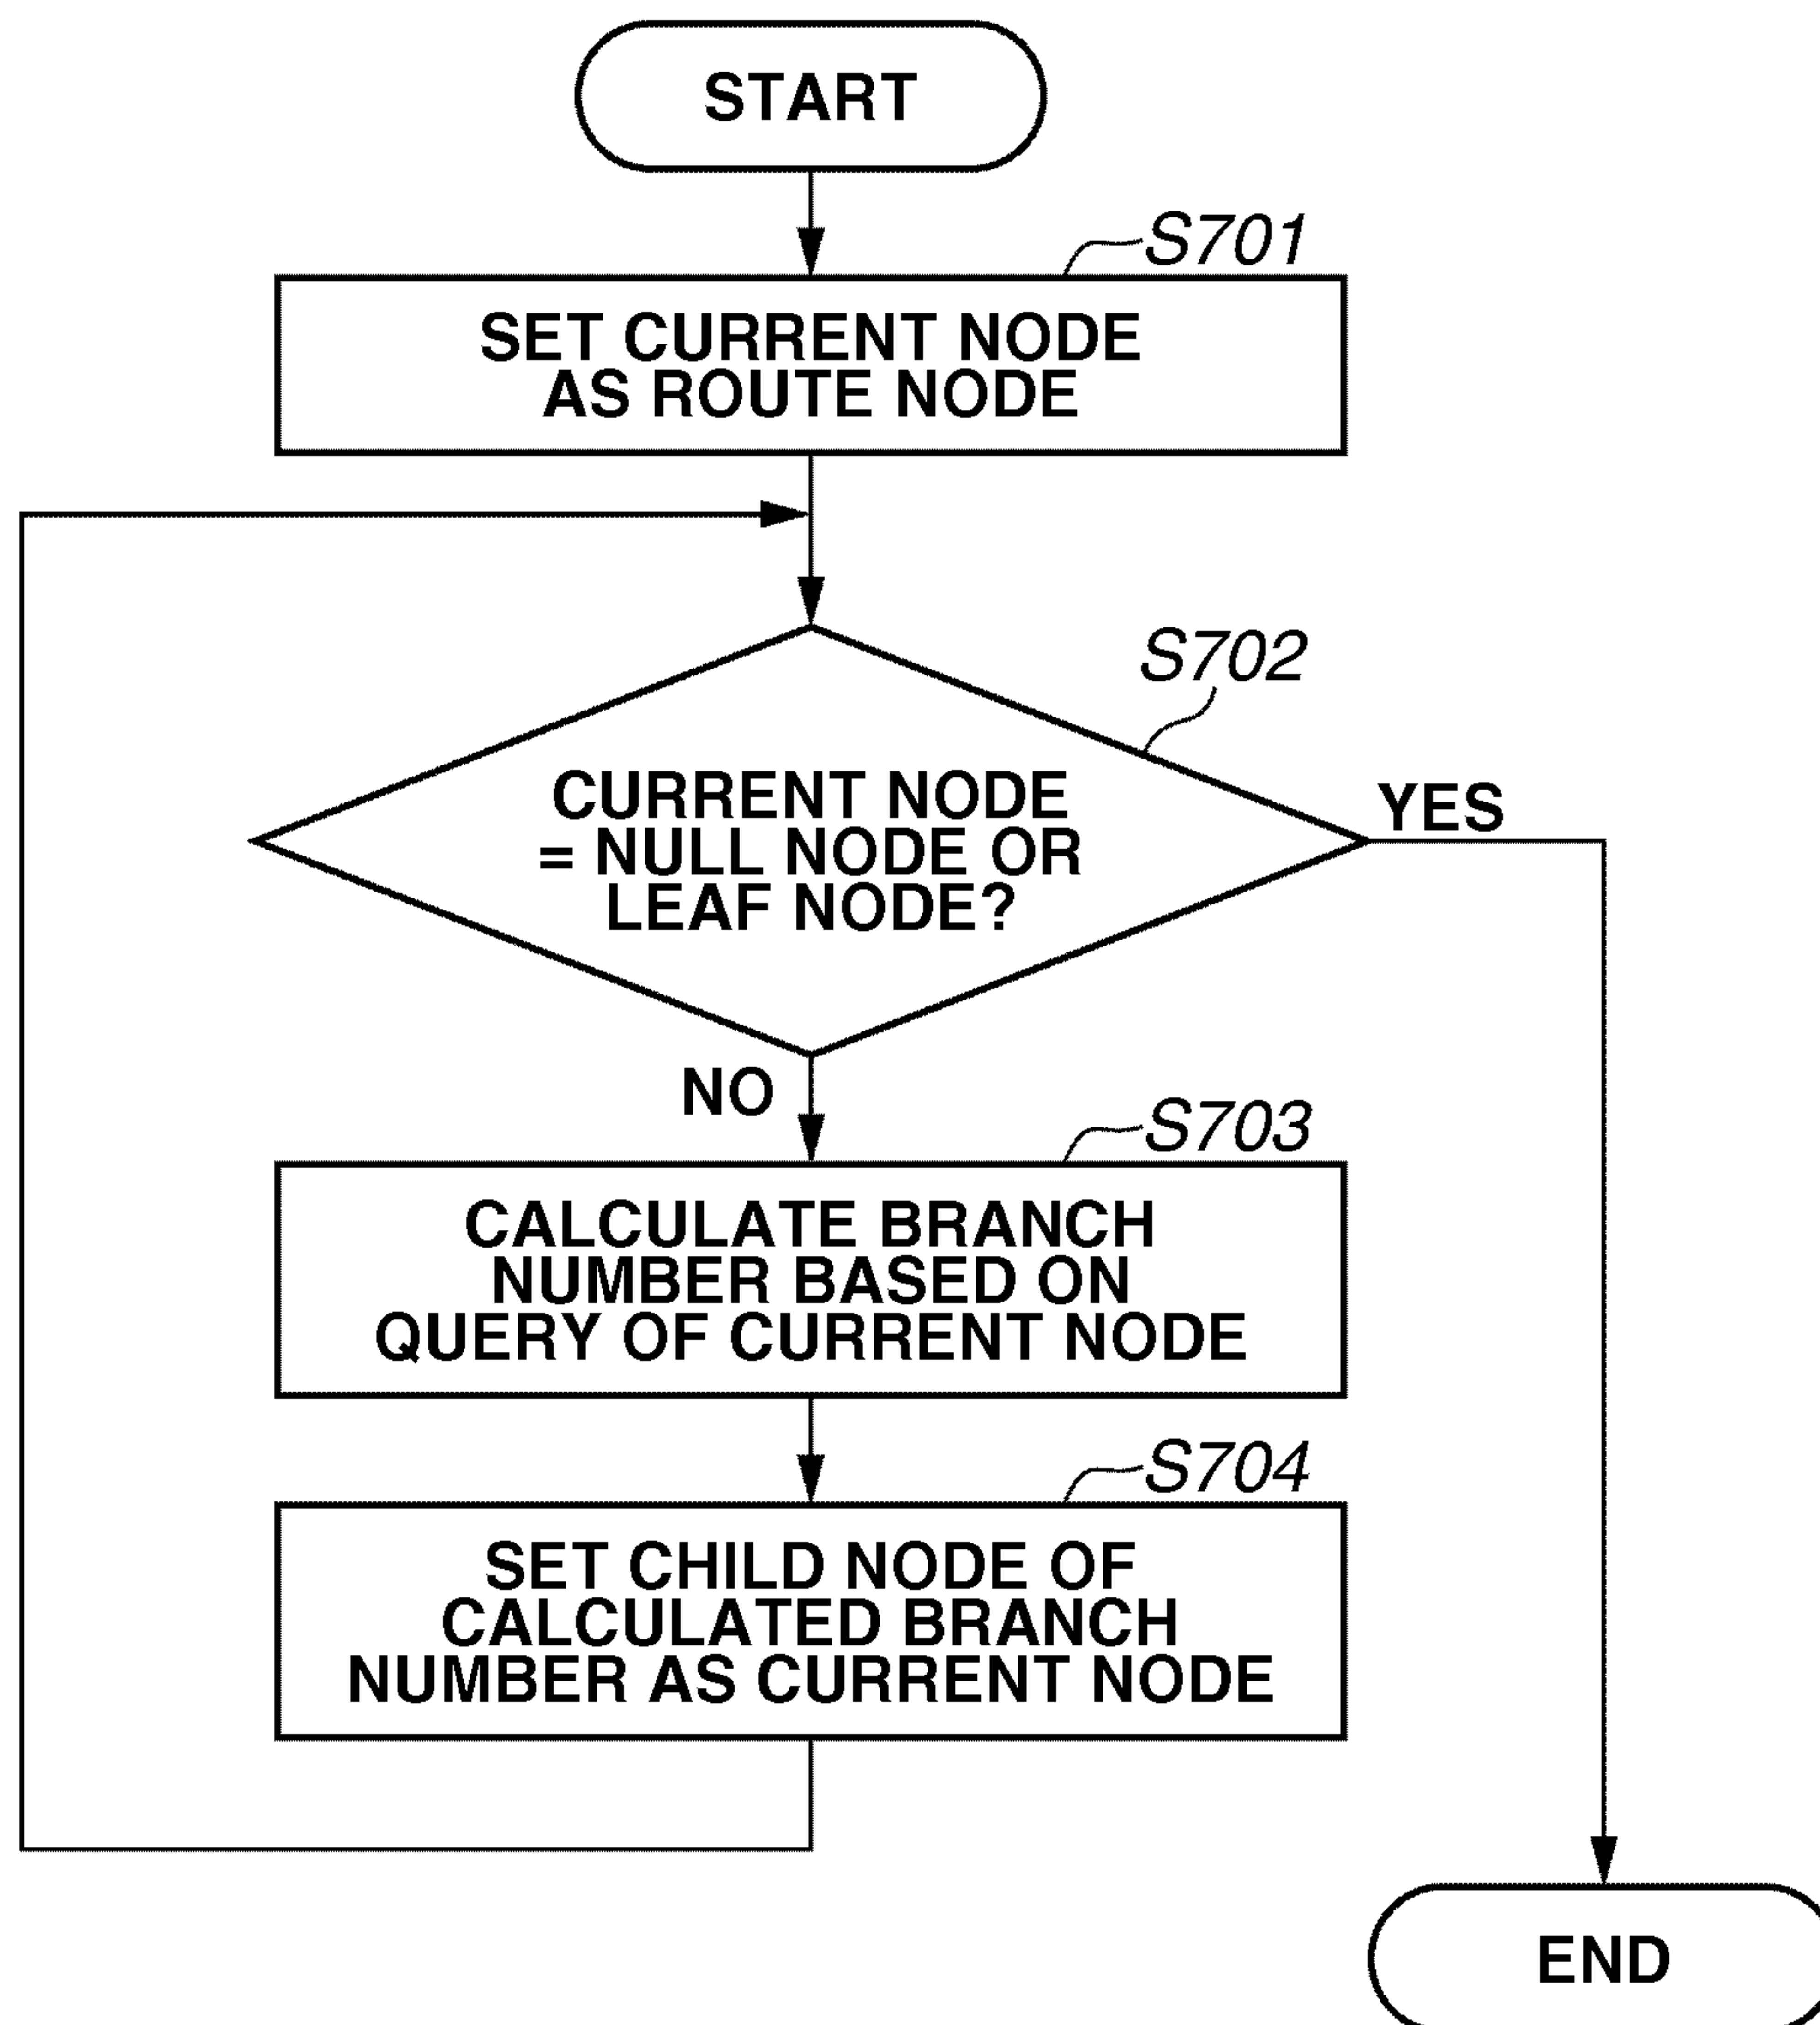 START
S701
SET CURRENT NODE
AS ROUTE NODE
S702
CURRENT NODE
= NULL NODE OR
LEAF NODE?
YES
NO
S703
CALCULATE BRANCH
NUMBER BASED ON
QUERY OF CURRENT NODE
S704
SET CHILD NODE OF
CALCULATED BRANCH
NUMBER AS CURRENT NODE
END